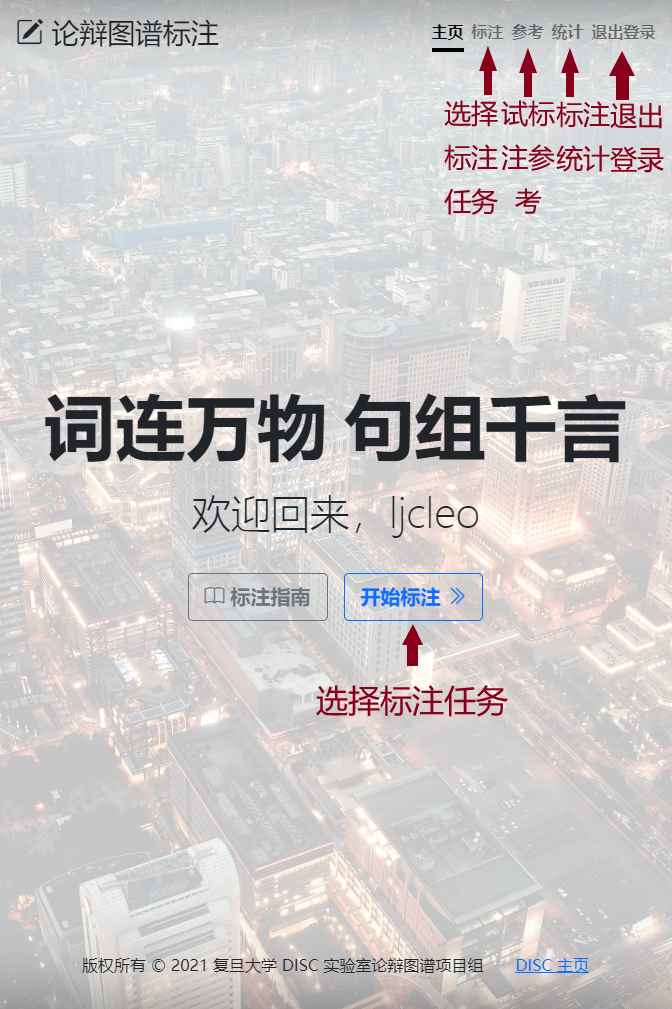 论辩图谱标注
主页 标注 参考 统计 退出登录
选择 试标 标注 退出
标注 注参 统计 登录
任务 考
词连万物 句组千言
欢迎回来，ljcleo
标注指南 开始标注
选择标注任务
版权所有 © 2021 复旦大学 DISC 实验室论辩图谱项目组 DISC 主页